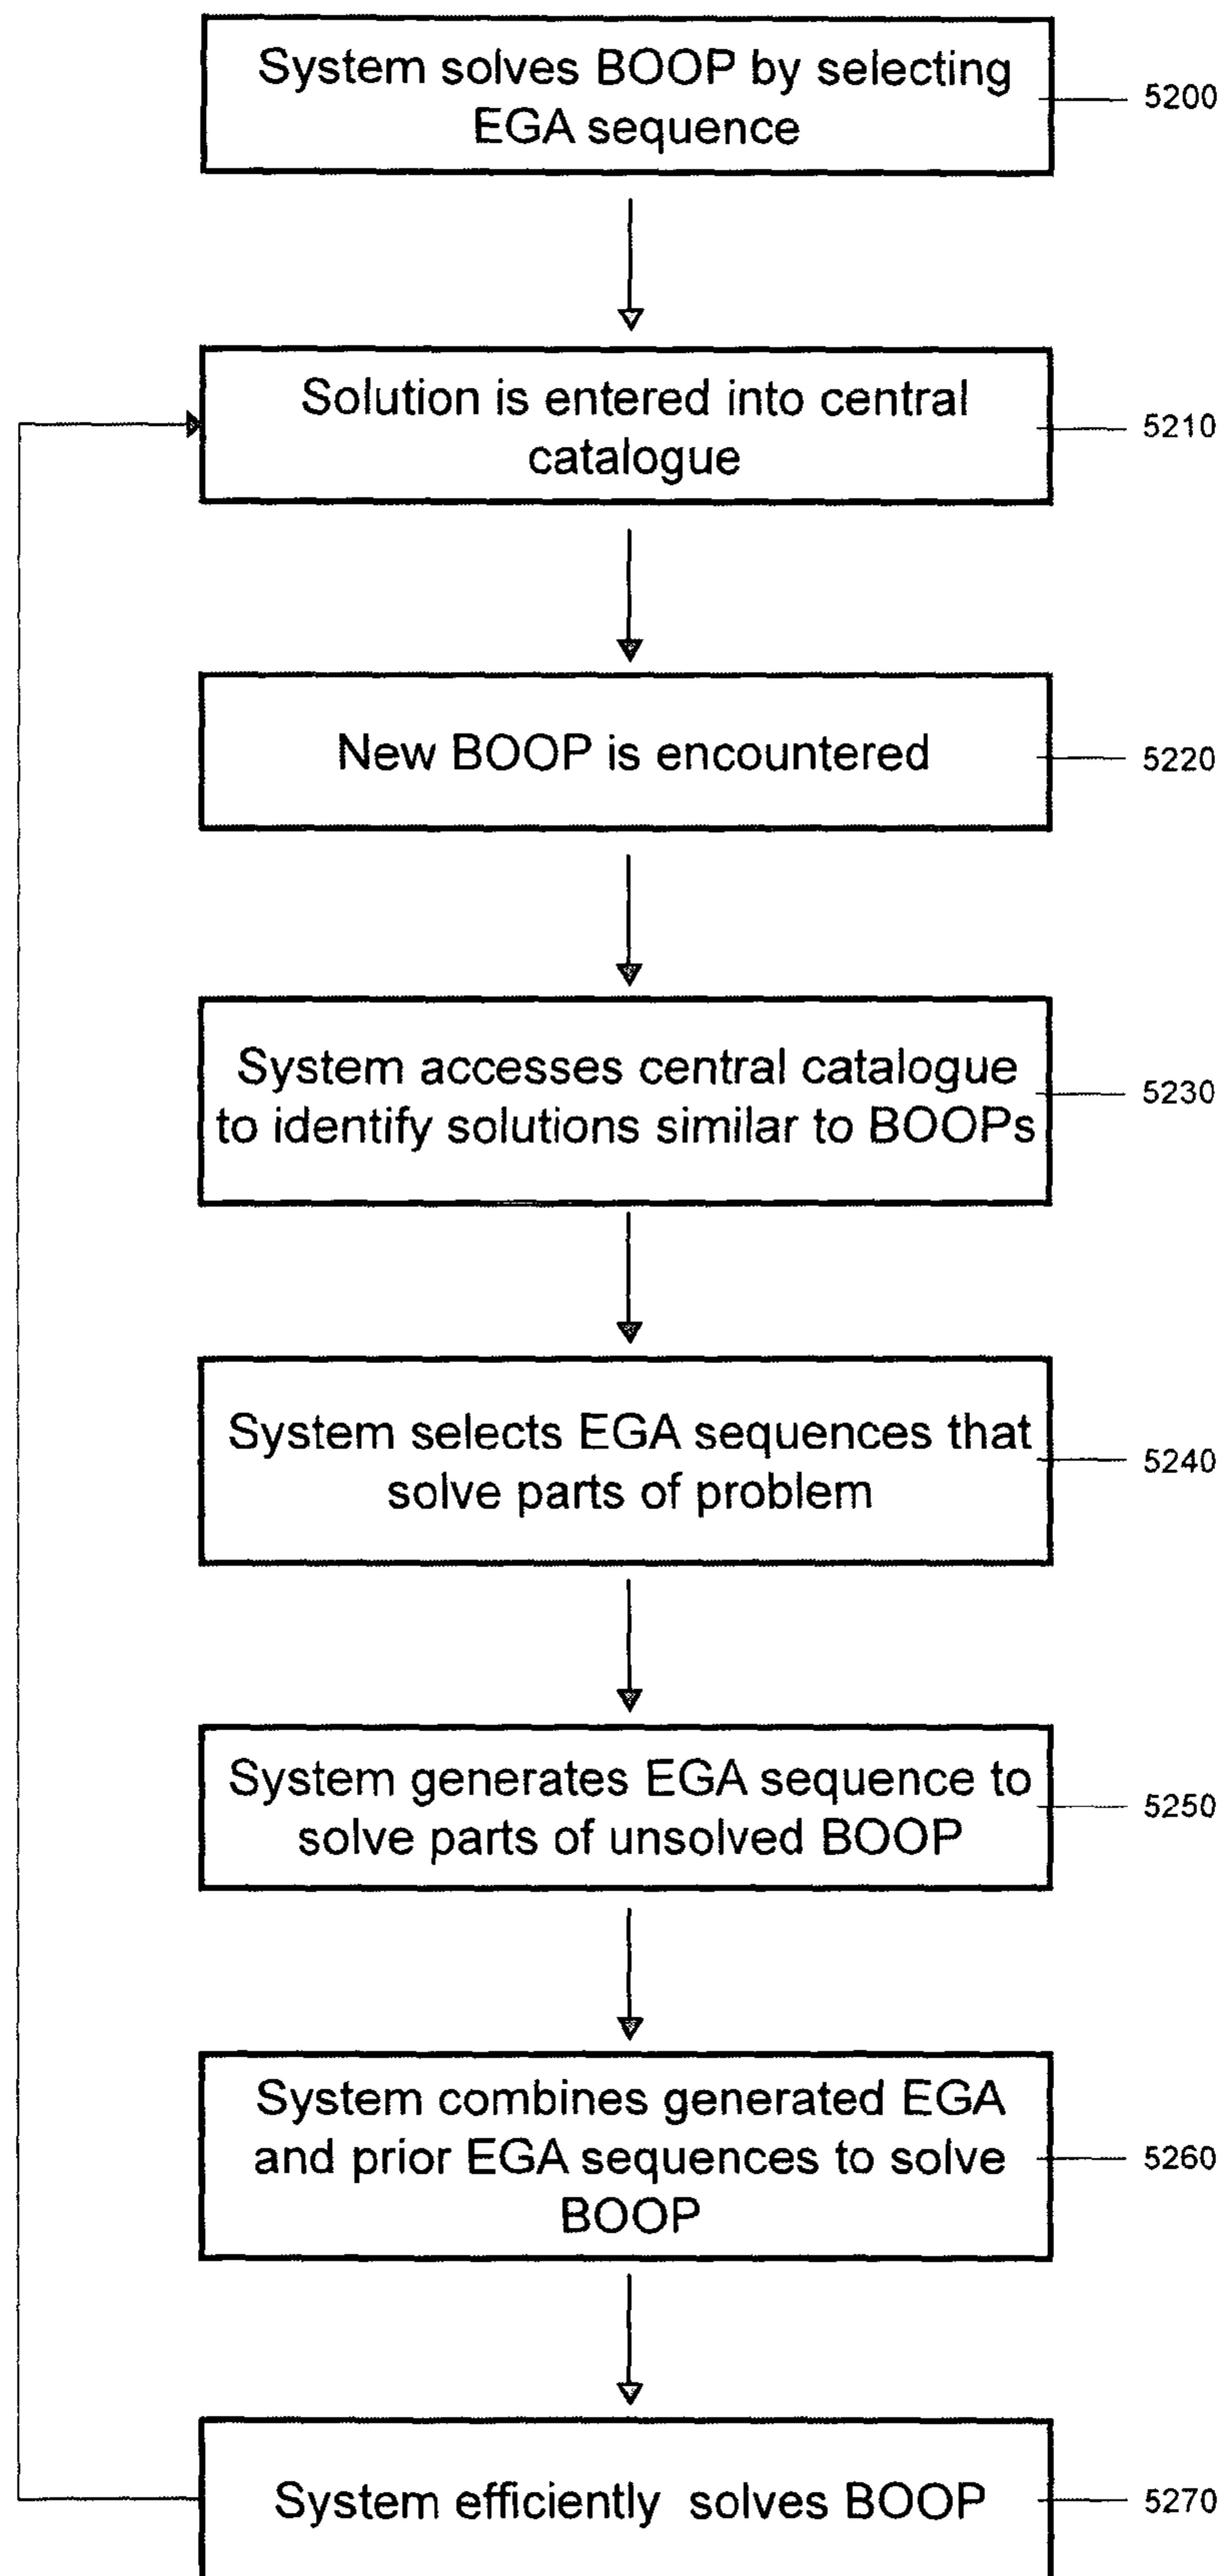 System solves BOOP by selecting
EGA sequence
5200
Solution is entered into central
catalogue
5210
New BOOP is encountered
5220
System accesses central catalogue
to identify solutions similar to BOOPs
5230
System selects EGA sequences that
solve parts of problem
5240
System generates EGA sequence to
solve parts of unsolved BOOP
5250
System combines generated EGA
and prior EGA sequences to solve
BOOP
5260
System efficiently solves BOOP
5270